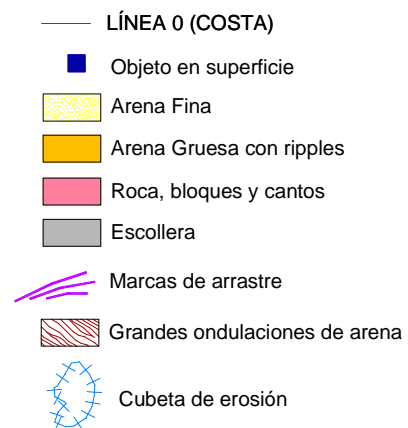 LÍNEA 0 (COSTA)
Objeto en superficie
Arena Fina
Arena Gruesa con ripples
Roca, bloques y cantos
Escollera
Marcas de arrastre
Grandes ondulaciones de arena
Cubeta de erosión